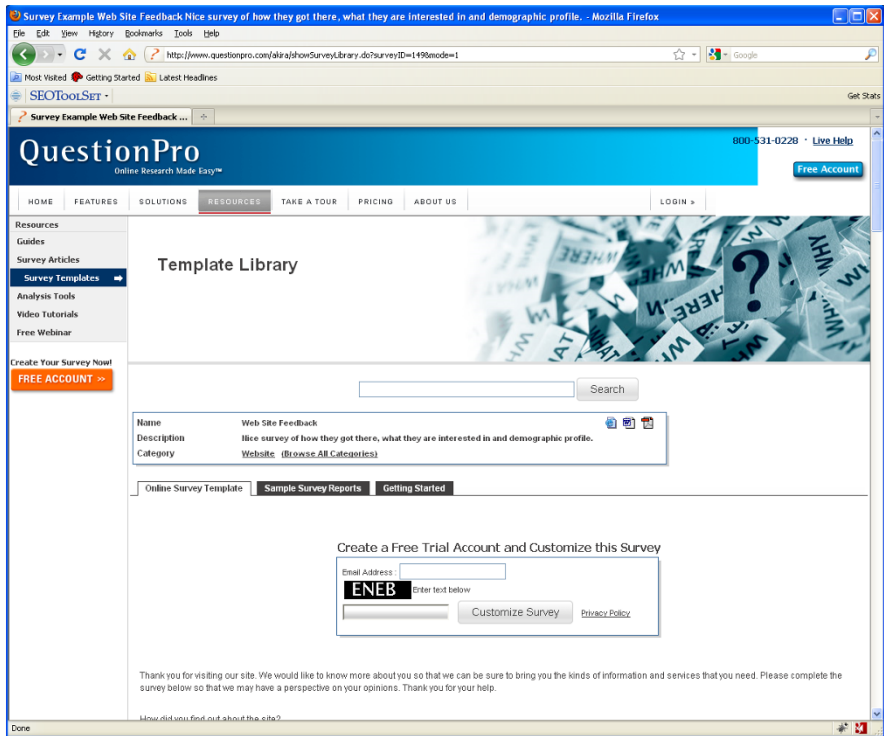 Survey Example Web Site Feedback Nice survey of how they got there, what they are interested in and demographic profile. - Mozilla Firefox
File Edit View History Bookmarks Tools Help
http://www.questionpro.com/akira/showSurveyLibrary.do?surveyID=149&mode=1
Google
Most Visited Getting Started Latest Headlines
SEOToolSet Get Stats
Survey Example Web Site Feedback ...
QuestionPro
Online Research Made Easy™
800-531-0228 · Live Help
Free Account
HOME FEATURES SOLUTIONS RESOURCES TAKE A TOUR PRICING ABOUT US LOGIN »
Resources
Guides
Survey Articles
Survey Templates
Analysis Tools
Video Tutorials
Free Webinar
Create Your Survey Now!
FREE ACCOUNT »
Template Library
WHERE
WHAT
WHY
?
Search
Name Web Site Feedback
Description Nice survey of how they got there, what they are interested in and demographic profile.
Category Website (Browse All Categories)
Online Survey Template Sample Survey Reports Getting Started
Create a Free Trial Account and Customize this Survey
Email Address :
ENEB Enter text below
Customize Survey Privacy Policy
Thank you for visiting our site. We would like to know more about you so that we can be sure to bring you the kinds of information and services that you need. Please complete the
survey below so that we may have a perspective on your opinions. Thank you for your help.
How did you find out about the site?
Done